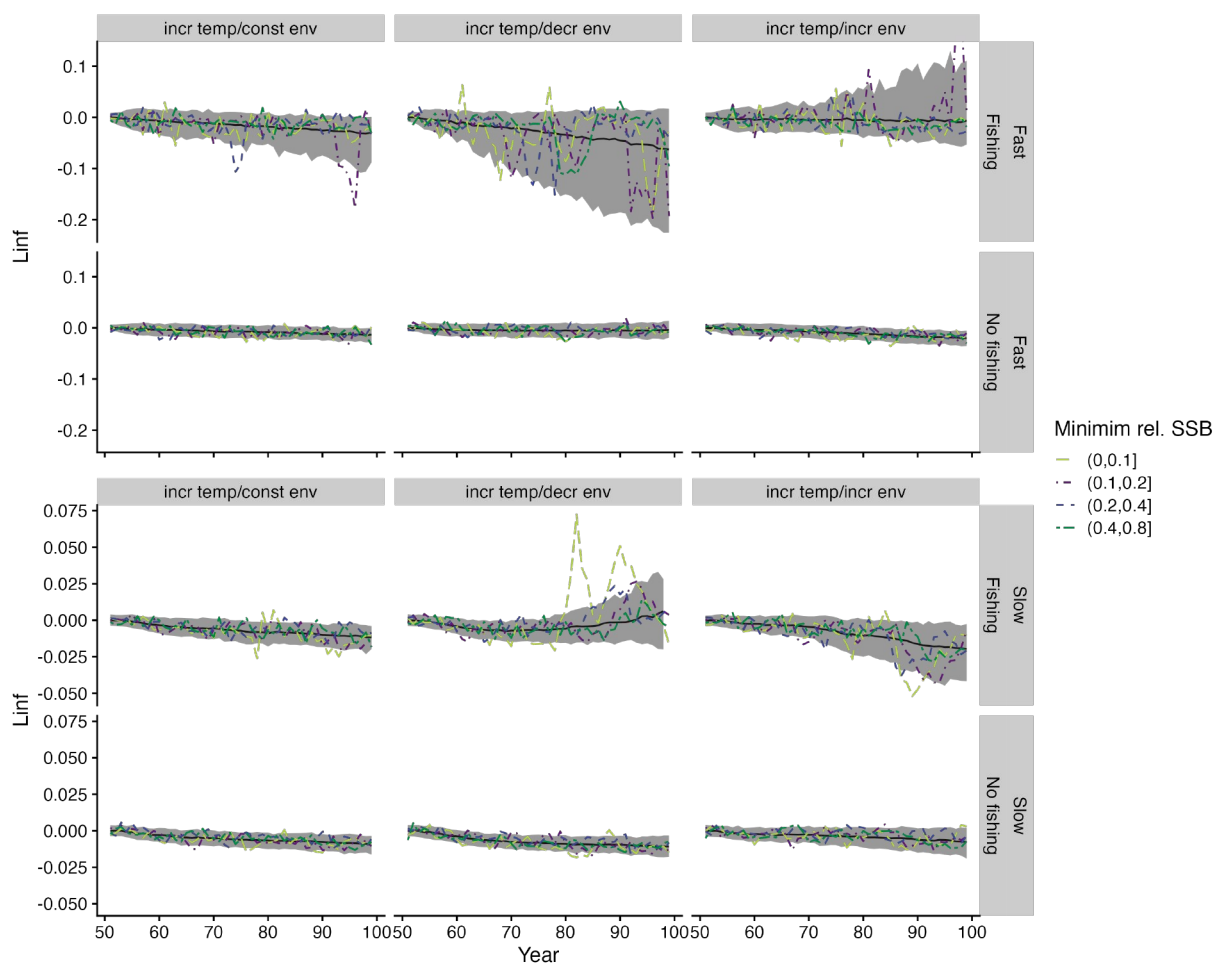 incr temp/const env incr temp/decr env incr temp/incr env
0.1
0.0
-0.1
-0.2
Fast
Fishing
Linf
0.1
0.0
-0.1
-0.2
Fast
No fishing
Minimim rel. SSB
(0,0.1]
(0.1,0.2]
(0.2,0.4]
(0.4,0.8]
incr temp/const env incr temp/decr env incr temp/incr env
0.075
0.050
0.025
0.000
-0.025
-0.050
Slow
Fishing
Linf
0.075
0.050
0.025
0.000
-0.025
-0.050
Slow
No fishing
50 60 70 80 90 100 50 60 70 80 90 100 50 60 70 80 90 100
Year